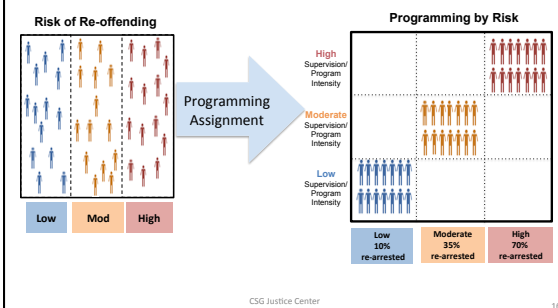 Risk of Re-offending
Programming by Risk
Low
Mod
High
Programming
Assignment
High
Supervision/
Program
Intensity
Moderate
Supervision/
Program
Intensity
Low
Supervision/
Program
Intensity
Low
10%
re-arrested
Moderate
35%
re-arrested
High
70%
re-arrested
CSG Justice Center